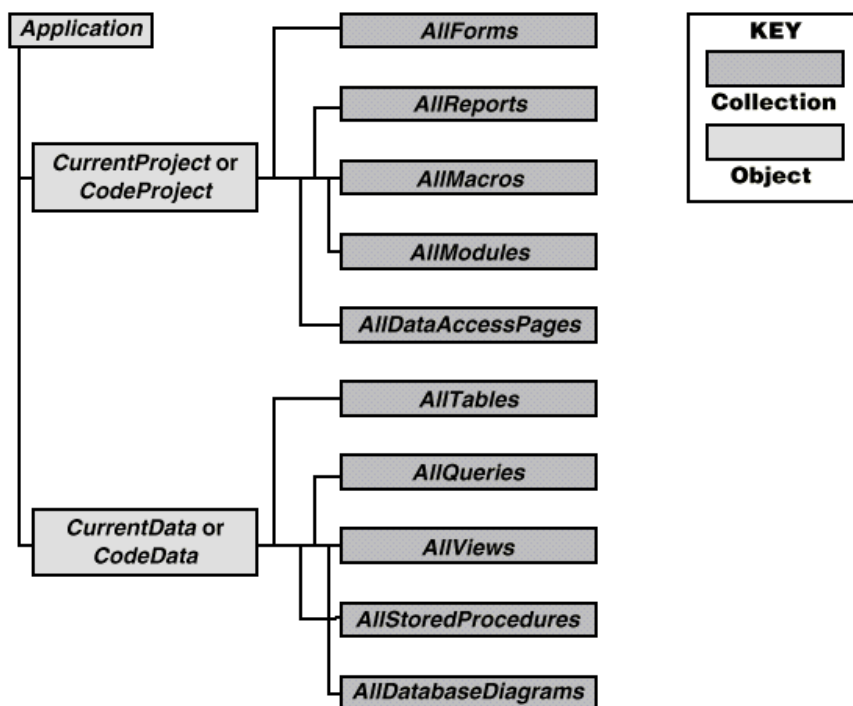 Application
AllForms
KEY
Collection
Object
AllReports
CurrentProject or
CodeProject
AllMacros
AllModules
AllDataAccessPages
AllTables
AllQueries
CurrentData or
CodeData
AllViews
AllStoredProcedures
AllDatabaseDiagrams